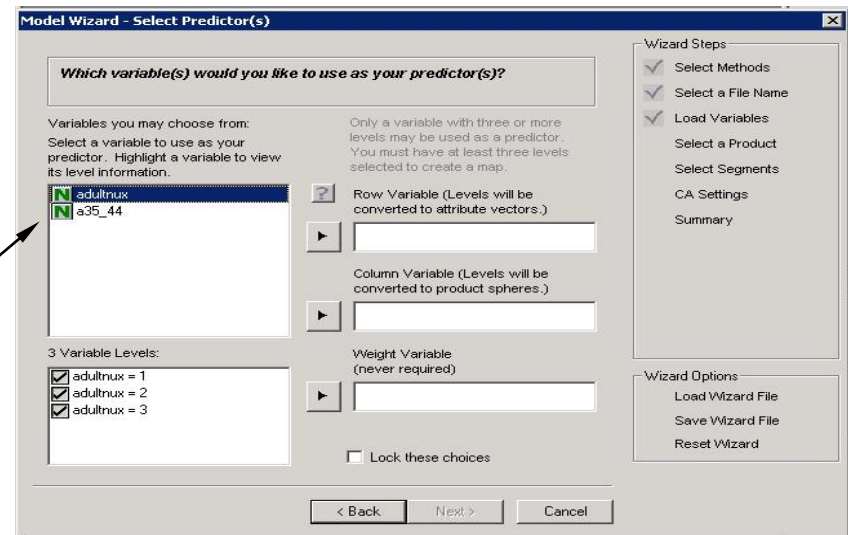 Model Wizard - Select Predictor(s)
Which variable(s) would you like to use as your predictor(s)?
Variables you may choose from:
Select a variable to use as your
predictor. Highlight a variable to view
its level information.
N adultnux
N a35_44
3 Variable Levels:
adultnux = 1
adultnux = 2
adultnux = 3
Only a variable with three or more
levels may be used as a predictor.
You must have at least three levels
selected to create a map.
?
Row Variable (Levels will be
converted to attribute vectors.)
Column Variable (Levels will be
converted to product spheres.)
Weight Variable
(never required)
Lock these choices
< Back
Next >
Cancel
Wizard Steps
Select Methods
Select a File Name
Load Variables
Select a Product
Select Segments
CA Settings
Summary
Wizard Options
Load Wizard File
Save Wizard File
Reset Wizard